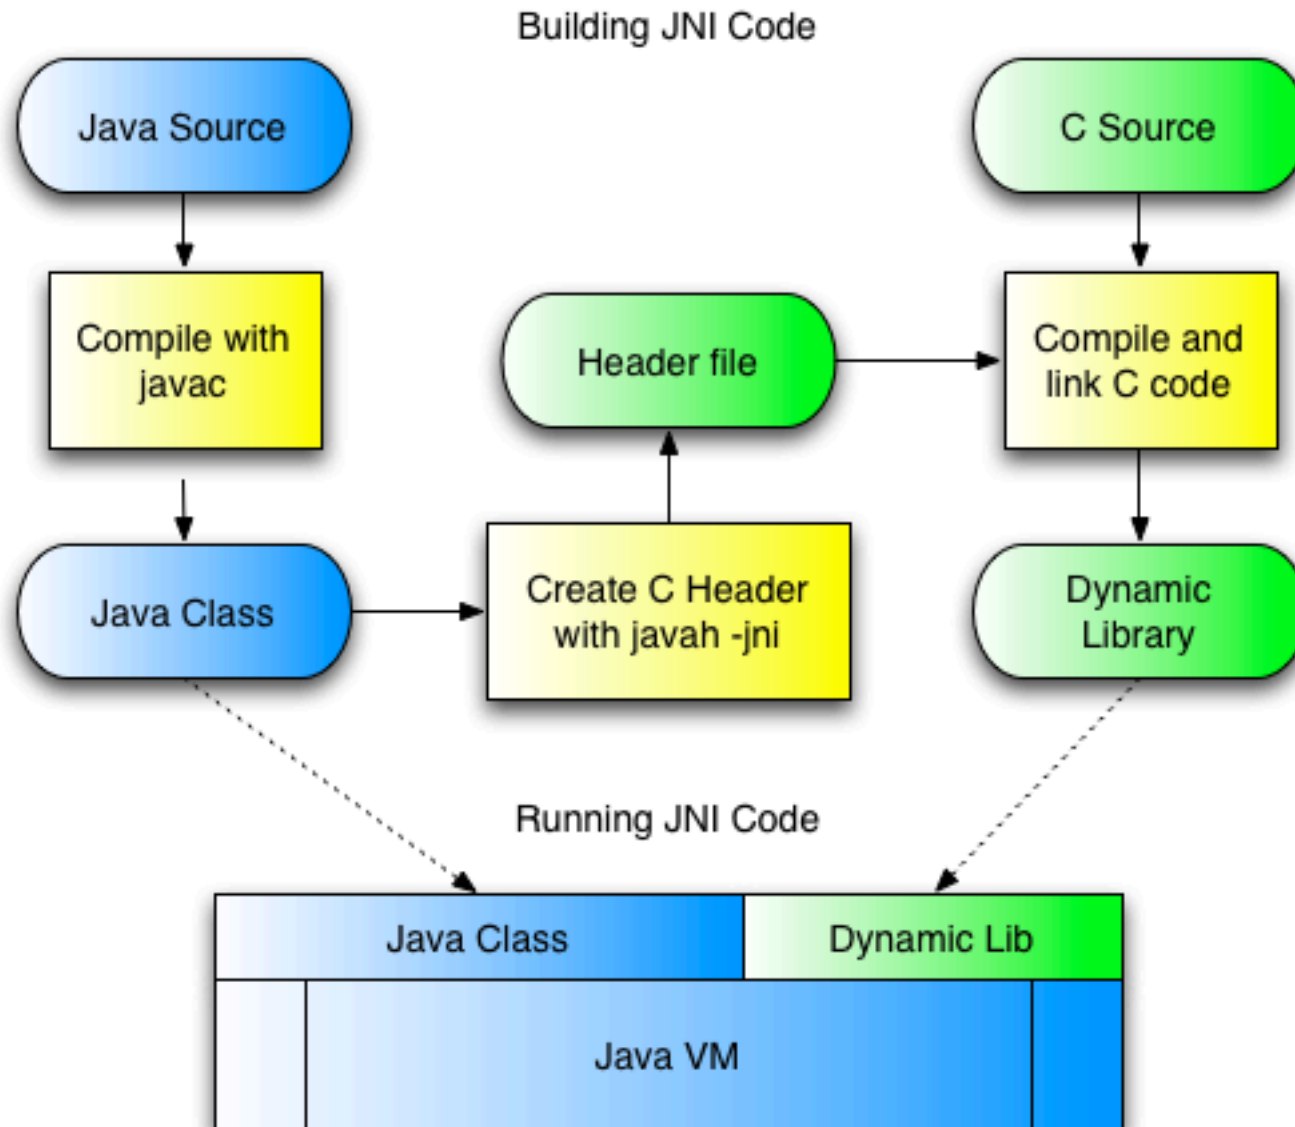 Building JNI Code
Java Source
C Source
Compile with
javac
Header file
Compile and
link C code
Java Class
Create C Header
with javah -jni
Dynamic
Library
Running JNI Code
Java Class
Dynamic Lib
Java VM